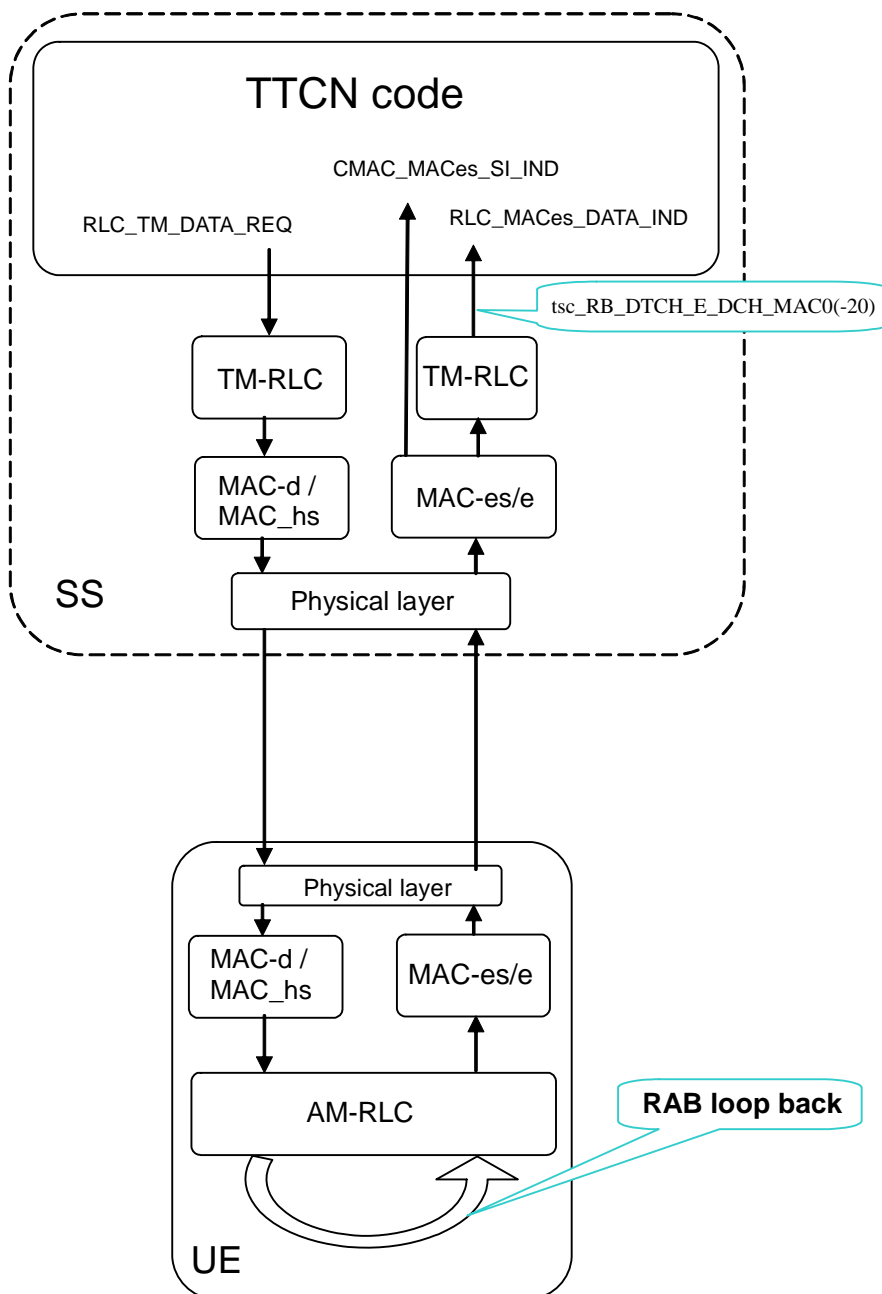 TTCN code
CMAC_MACes_SI_IND
RLC_TM_DATA_REQ
RLC_MACes_DATA_IND
tsc_RB_DTCH_E_DCH_MAC0(-20)
TM-RLC
TM-RLC
MAC-d /
MAC_hs
MAC-es/e
SS
Physical layer
Physical layer
MAC-d /
MAC_hs
MAC-es/e
AM-RLC
RAB loop back
UE